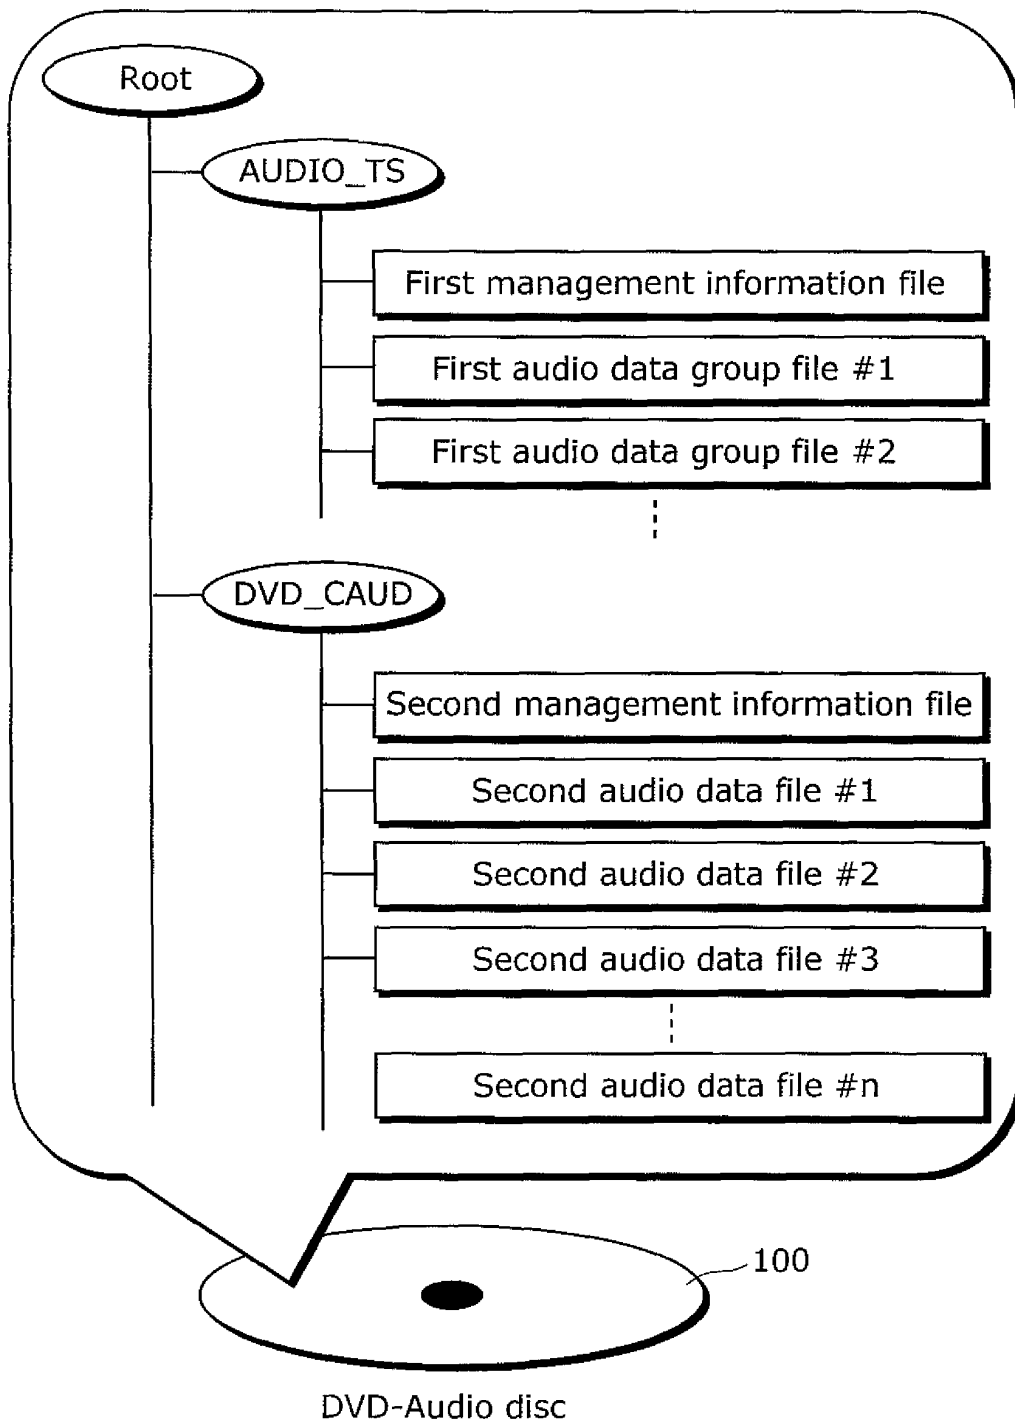 Root
AUDIO_TS
First management information file
First audio data group file #1
First audio data group file #2
DVD_CAUD
Second management information file
Second audio data file #1
Second audio data file #2
Second audio data file #3
Second audio data file #n
100
DVD-Audio disc